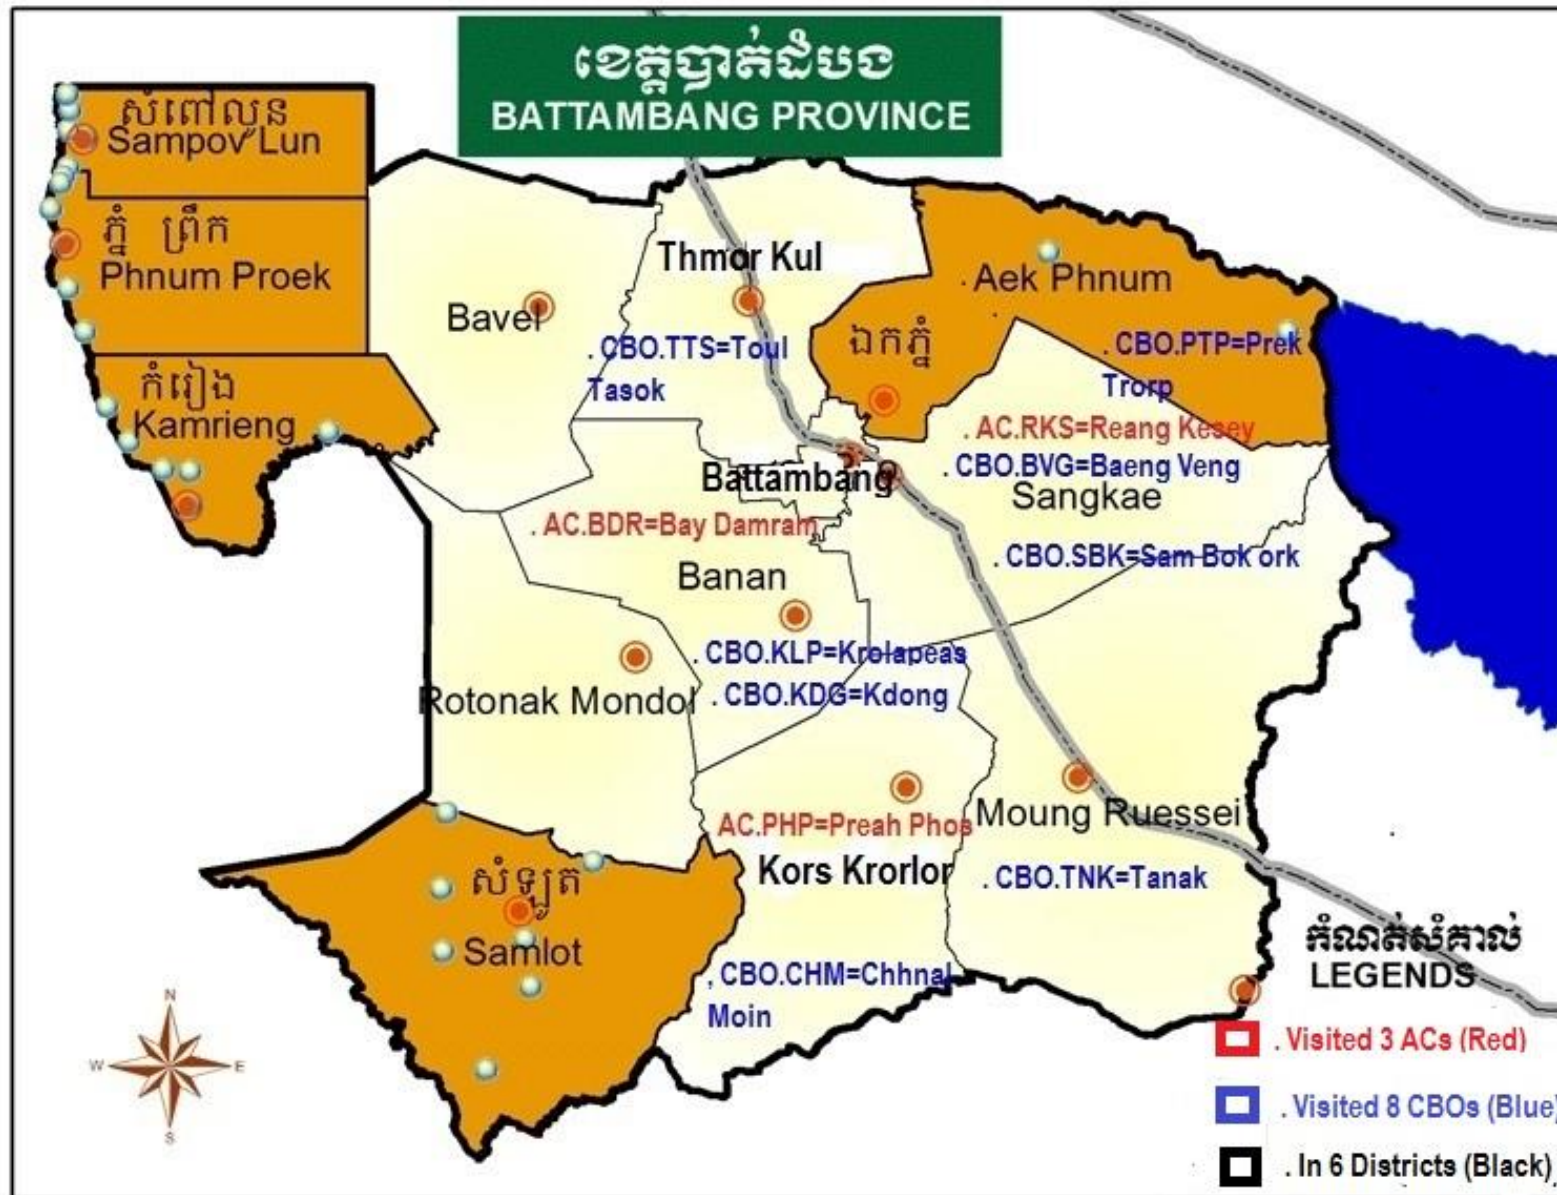 ខេត្តបាត់ដំបង
BATTAMBANG PROVINCE
សំពៅលូន
Sampov Lun
ភ្នំ ព្រឹក
Phnum Proek
កំរៀង
Kamrieng
Bavel
Thmor Kul
. CBO.TTS=Toul
Tasok
Aek Phnum
ឯកភ្នំ
. CBO.PTP=Prek
Trorp
. AC.RKS=Reang Kesey
. CBO.BVG=Baeng Veng
Sangkae
Battambang
. AC.BDR=Bay Damram
. CBO.SBK=Sam Bok ork
Banan
. CBO.KLP=Krolapeas
. CBO.KDG=Kdong
Rotonak Mondol
AC.PHP=Preah Phos
Kors Krorlor
Moung Ruessei
. CBO.TNK=Tanak
សំឡូត
Samlot
. CBO.CHM=Chhnal
Moin
N
W
E
S
កំណត់សំគាល់
LEGENDS
. Visited 3 ACs (Red)
. Visited 8 CBOs (Blue)
. In 6 Districts (Black)